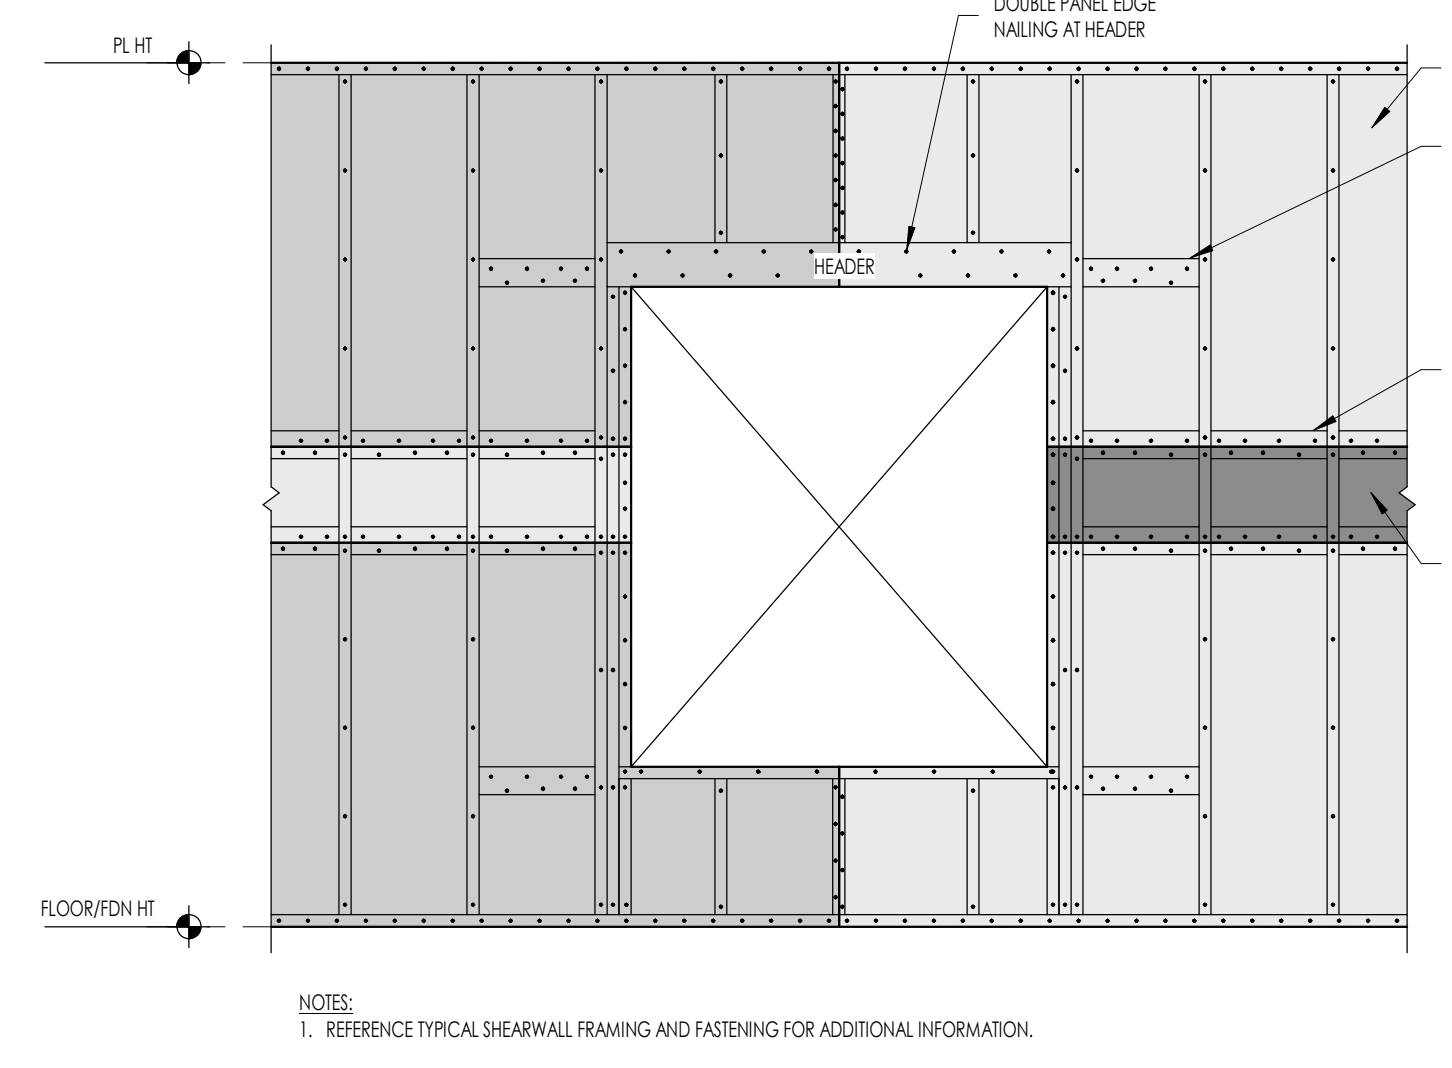 DOUBLE PANEL EDGE
NAILING AT HEADER
PL HT
HEADER
FLOOR/FDN HT
NOTES:
1. REFERENCE TYPICAL SHEARWALL FRAMING AND FASTENING FOR ADDITIONAL INFORMATION.